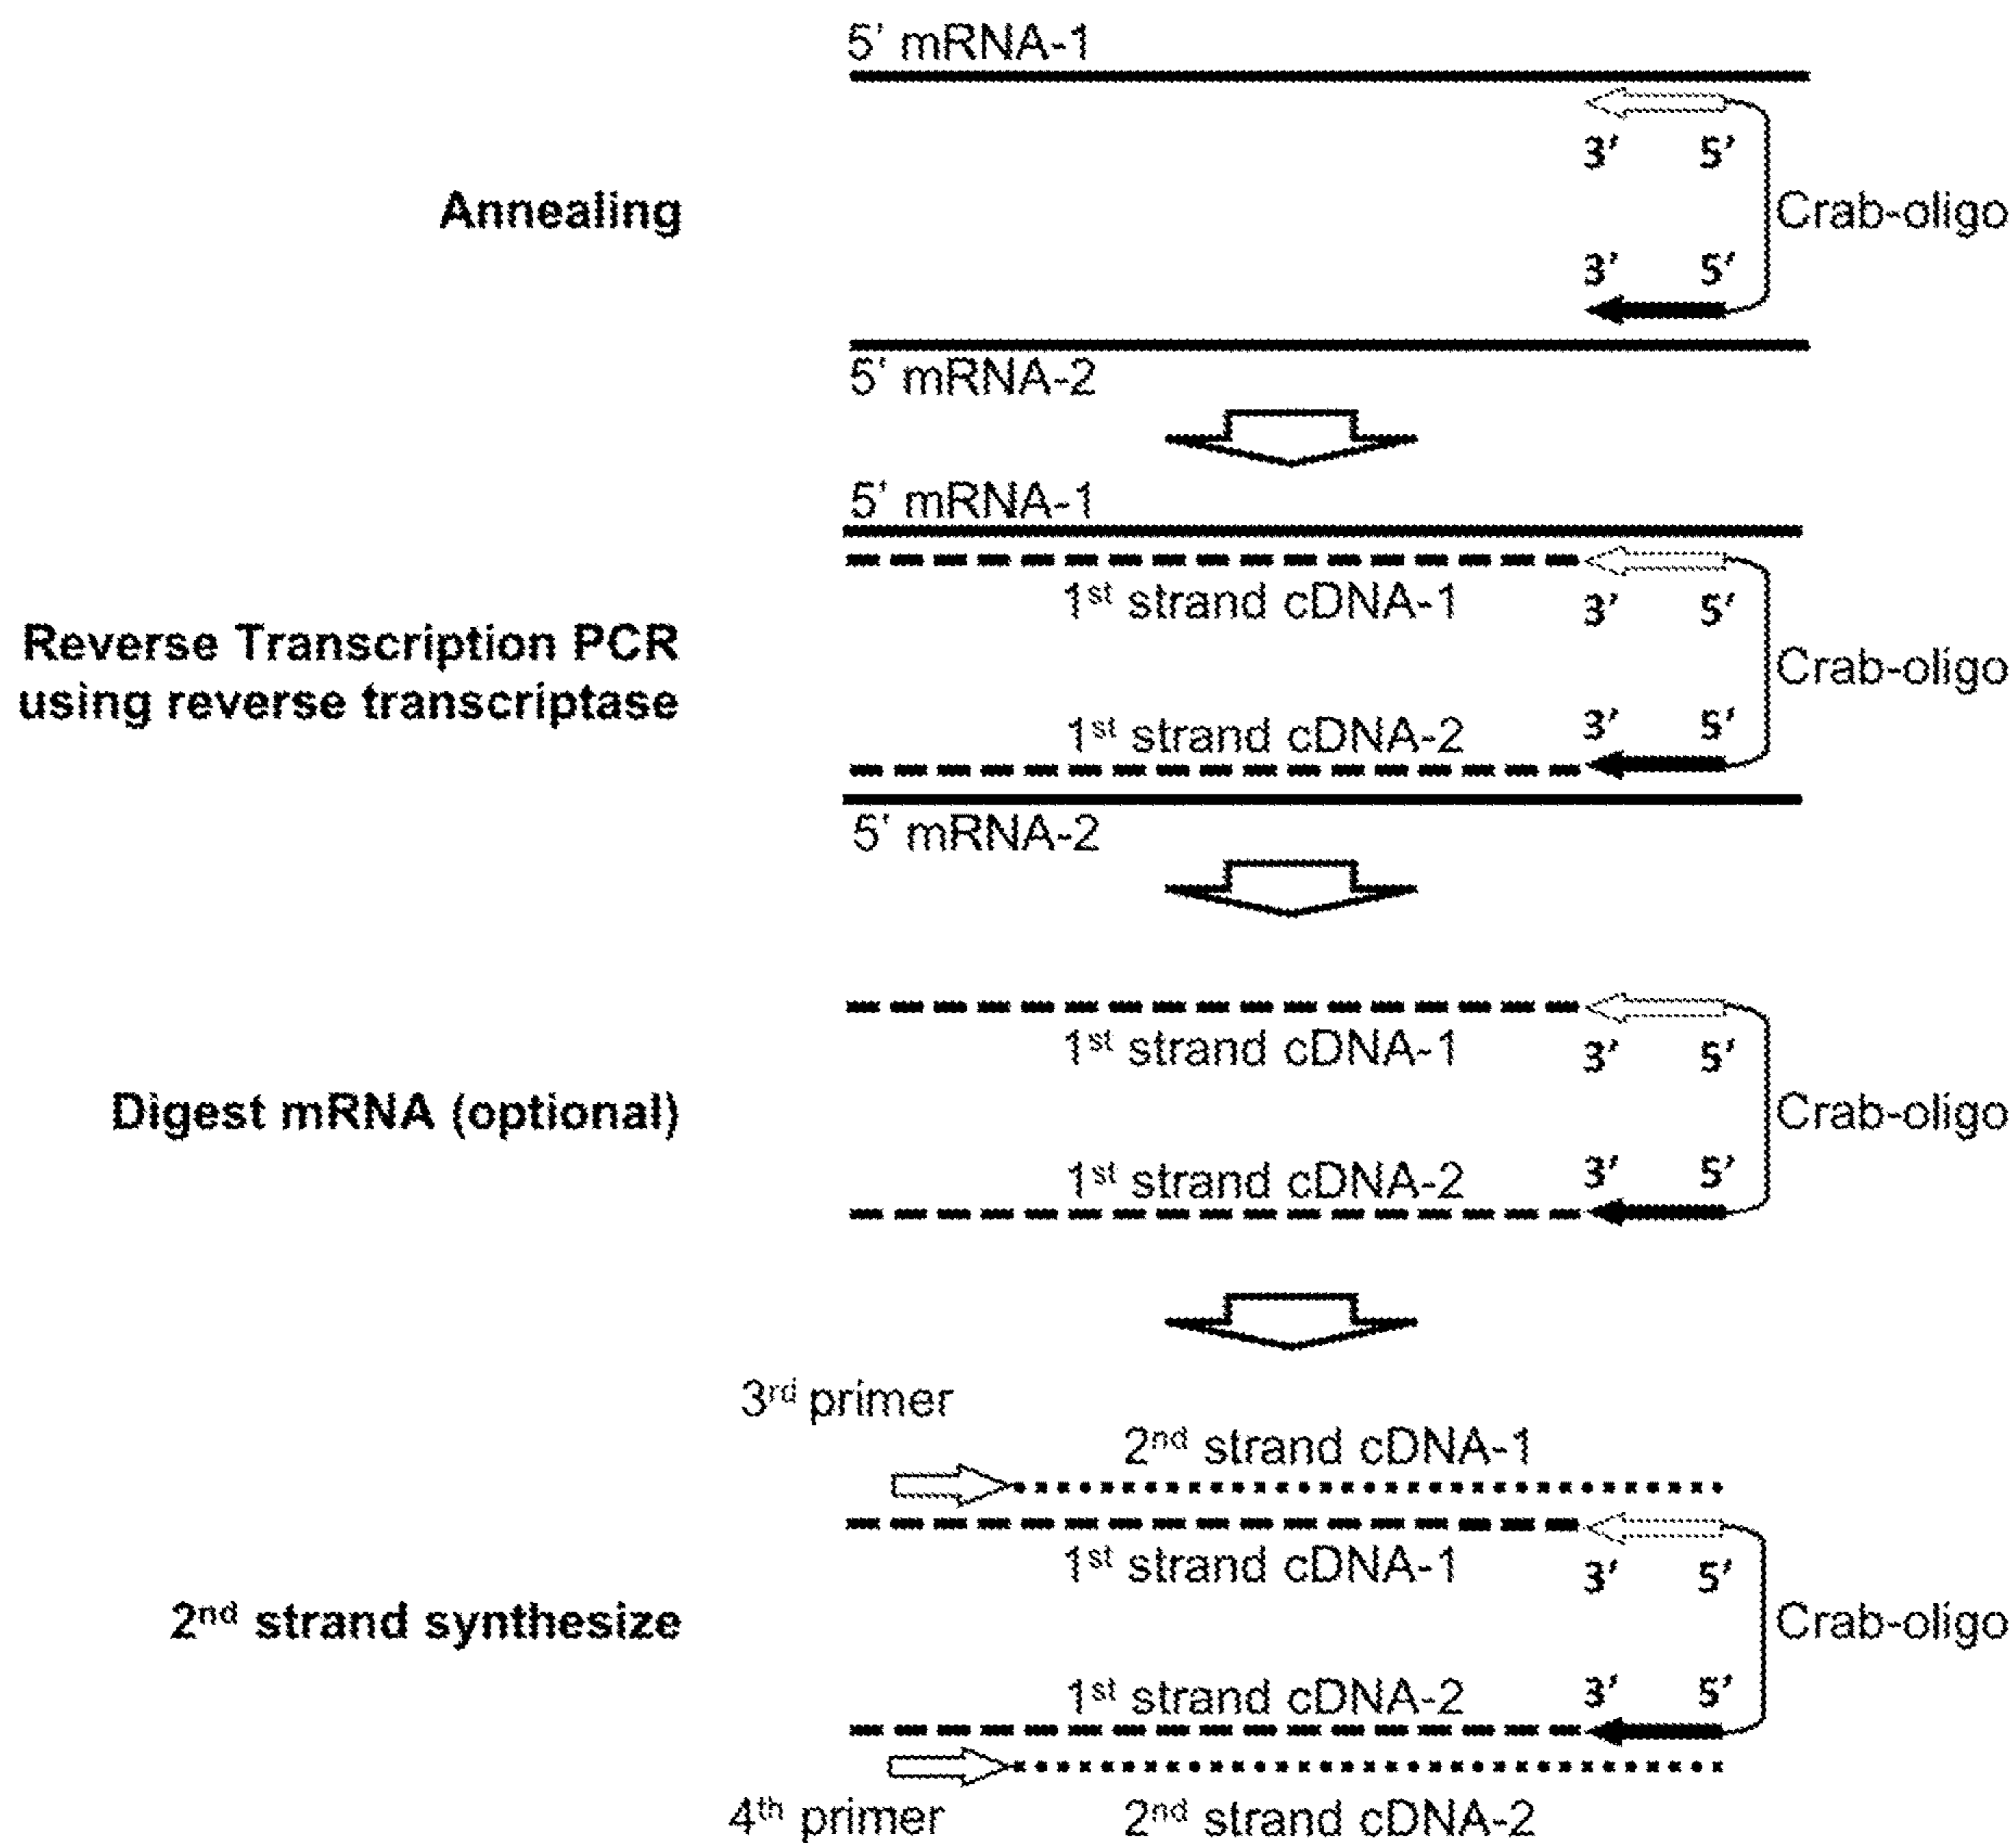 5' mRNA-1
3' 5'
Annealing
Crab-oligo
3' 5'
5' mRNA-2
5' mRNA-1
1st strand cDNA-1
3' 5'
Reverse Transcription PCR
using reverse transcriptase
Crab-oligo
1st strand cDNA-2
3' 5'
5' mRNA-2
1st strand cDNA-1
3' 5'
Digest mRNA (optional)
Crab-oligo
1st strand cDNA-2
3' 5'
3rd primer
2nd strand cDNA-1
1st strand cDNA-1
3' 5'
2nd strand synthesize
Crab-oligo
1st strand cDNA-2
3' 5'
4th primer
2nd strand cDNA-2